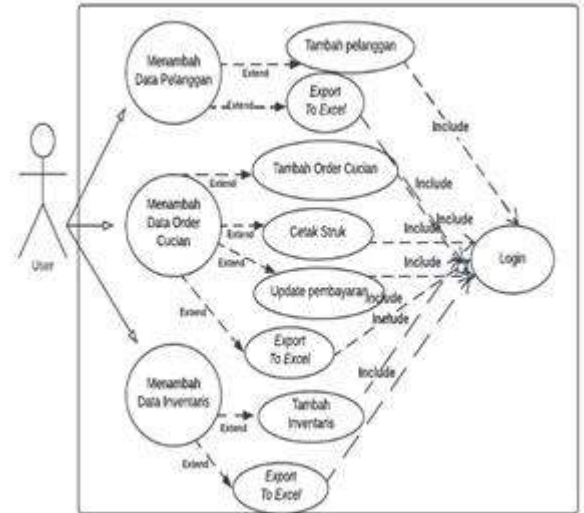 Menambah
Data Pelanggan
Extend
Tambah pelanggan
Extend
Export
To Excel
Include
Include
User
Menambah
Data Order
Cucian
Extend
Tambah Order Cucian
Include
Extend
Cetak Struk
Include
Extend
Update pembayaran
Include
Include
Include
Login
Extend
Export
To Excel
Include
Menambah
Data Inventaris
Extend
Tambah
Inventaris
Extend
Export
To Excel